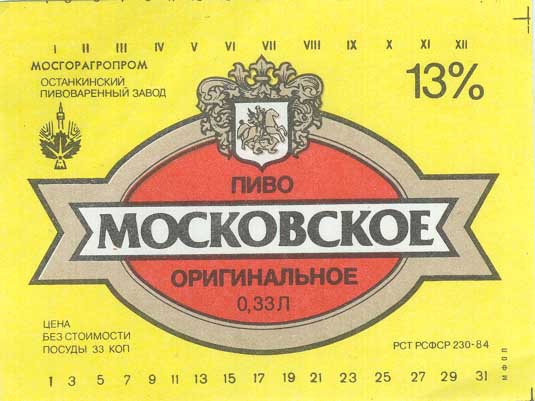 I II III IV V VI VII VIII IX X XI XII
МОСГОРАГРОПРОМ
ОСТАНКИНСКИЙ
ПИВОВАРЕННЫЙ ЗАВОД
13%
ПИВО
МОСКОВСКОЕ
ОРИГИНАЛЬНОЕ
0,33 Л
ЦЕНА
БЕЗ СТОИМОСТИ
ПОСУДЫ 33 КОП
РСТ РСФСР 230-84
МФОП
1 3 5 7 9 11 13 15 17 19 21 23 25 27 29 31